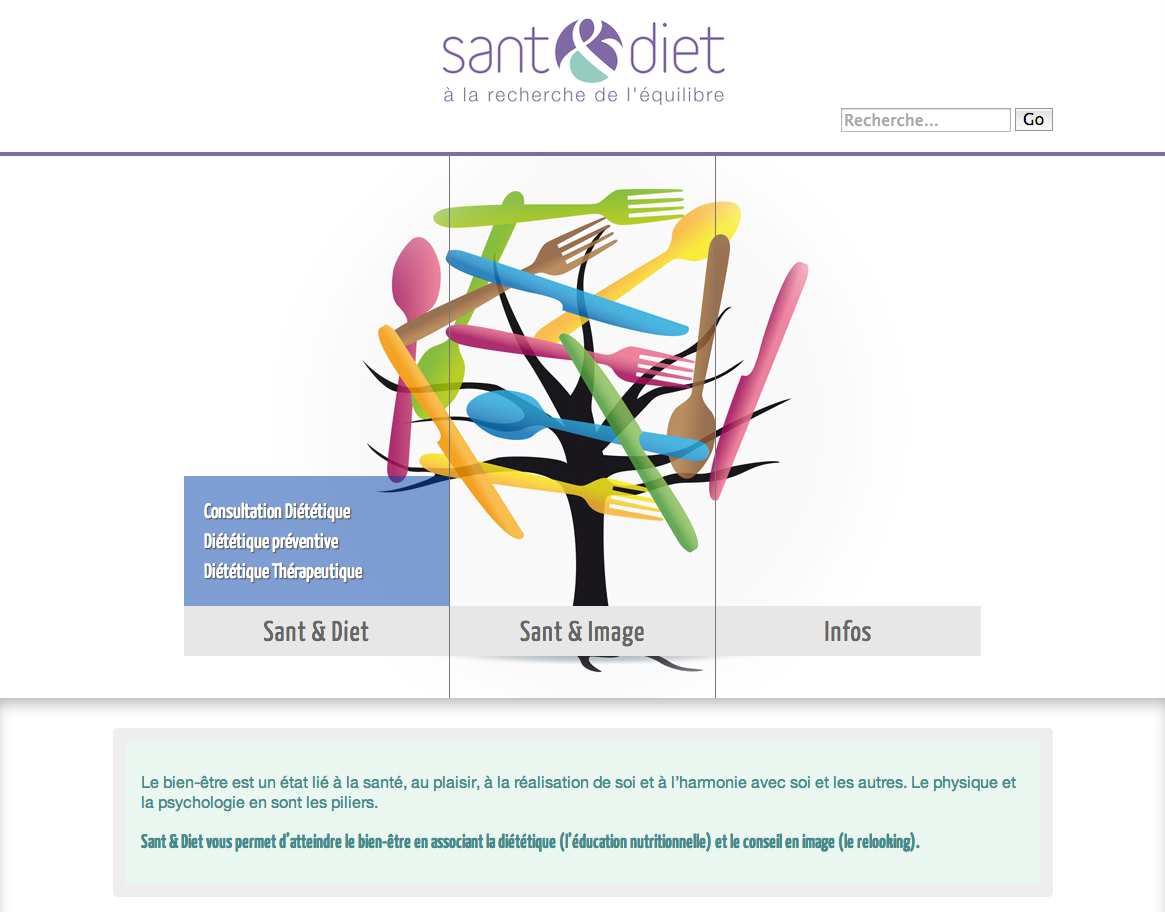 sant & diet
à la recherche de l'équilibre
Recherche...
Go
Consultation Diététique
Diététique préventive
Diététique Thérapeutique
Sant & Diet
Sant & Image
Infos
Le bien-être est un état lié à la santé, au plaisir, à la réalisation de soi et à l’harmonie avec soi et les autres. Le physique et
la psychologie en sont les piliers.
Sant & Diet vous permet d’atteindre le bien-être en associant la diététique (l’éducation nutritionnelle) et le conseil en image (le relooking).